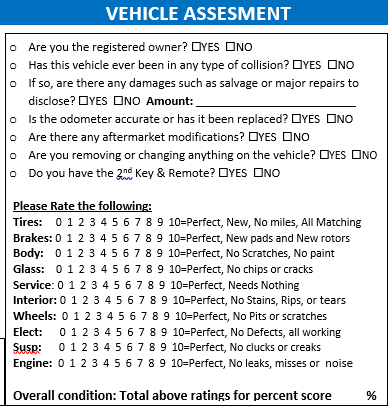 VEHICLE ASSESMENT
o Are you the registered owner? ☐YES ☐NO
o Has this vehicle ever been in any type of collision? ☐YES ☐NO
o If so, are there any damages such as salvage or major repairs to
disclose? ☐YES ☐NO Amount: ____________________
o Is the odometer accurate or has it been replaced? ☐YES ☐NO
o Are there any aftermarket modifications? ☐YES ☐NO
o Are you removing or changing anything on the vehicle? ☐YES ☐NO
o Do you have the 2nd Key & Remote? ☐YES ☐NO
Please Rate the following:
Tires: 0 1 2 3 4 5 6 7 8 9 10=Perfect, New, No miles, All Matching
Brakes: 0 1 2 3 4 5 6 7 8 9 10=Perfect, New pads and New rotors
Body: 0 1 2 3 4 5 6 7 8 9 10=Perfect, No Scratches, No paint
Glass: 0 1 2 3 4 5 6 7 8 9 10=Perfect, No chips or cracks
Service: 0 1 2 3 4 5 6 7 8 9 10=Perfect, Needs Nothing
Interior: 0 1 2 3 4 5 6 7 8 9 10=Perfect, No Stains, Rips, or tears
Wheels: 0 1 2 3 4 5 6 7 8 9 10=Perfect, No Pits or scratches
Elect: 0 1 2 3 4 5 6 7 8 9 10=Perfect, No Defects, all working
Susp: 0 1 2 3 4 5 6 7 8 9 10=Perfect, No clucks or creaks
Engine: 0 1 2 3 4 5 6 7 8 9 10=Perfect, No leaks, misses or noise
Overall condition: Total above ratings for percent score %